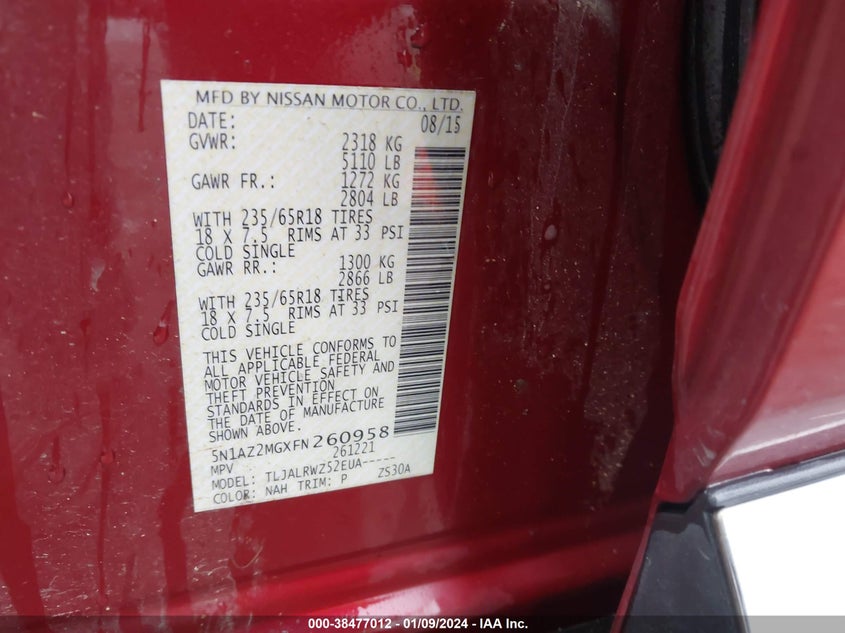 MFD BY NISSAN MOTOR CO., LTD.
DATE: 08/15
GVWR: 2318 KG
5110 LB
GAWR FR.: 1272 KG
2804 LB
WITH 235/65R18 TIRES
18 X 7.5 RIMS AT 33 PSI
COLD SINGLE
GAWR RR.: 1300 KG
2866 LB
WITH 235/65R18 TIRES
18 X 7.5 RIMS AT 33 PSI
COLD SINGLE
THIS VEHICLE CONFORMS TO
ALL APPLICABLE FEDERAL
MOTOR VEHICLE SAFETY AND
THEFT PREVENTION
STANDARDS IN EFFECT ON
THE DATE OF MANUFACTURE
SHOWN ABOVE.
5N1AZ2MGXFN260958
MPV 261221
MODEL: TLJALRWZ52EUA-----
COLOR: NAH TRIM: P ZS30A
000-38477012 - 01/09/2024 - IAA Inc.